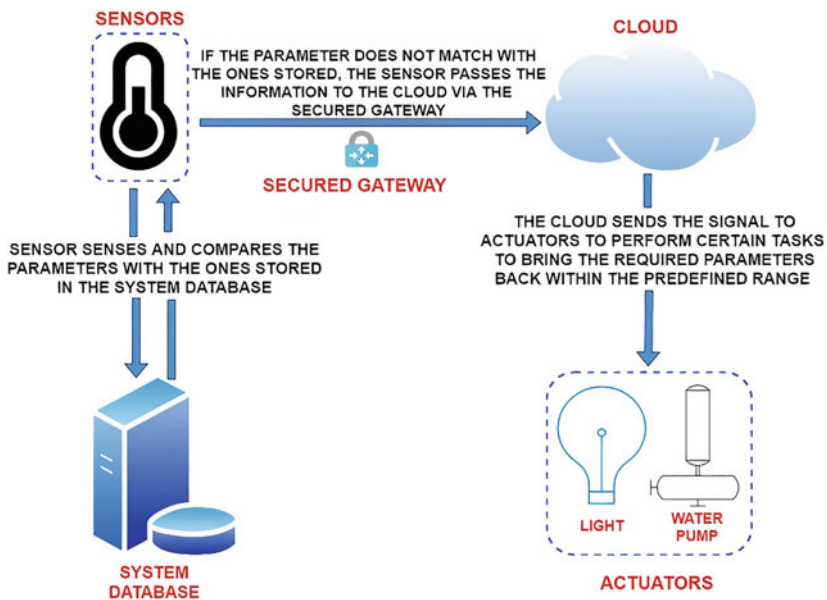 SENSORS
IF THE PARAMETER DOES NOT MATCH WITH
THE ONES STORED, THE SENSOR PASSES THE
INFORMATION TO THE CLOUD VIA THE
SECURED GATEWAY
CLOUD
SECURED GATEWAY
SENSOR SENSES AND COMPARES THE
PARAMETERS WITH THE ONES STORED
IN THE SYSTEM DATABASE
THE CLOUD SENDS THE SIGNAL TO
ACTUATORS TO PERFORM CERTAIN TASKS
TO BRING THE REQUIRED PARAMETERS
BACK WITHIN THE PREDEFINED RANGE
LIGHT
WATER
PUMP
SYSTEM
DATABASE
ACTUATORS